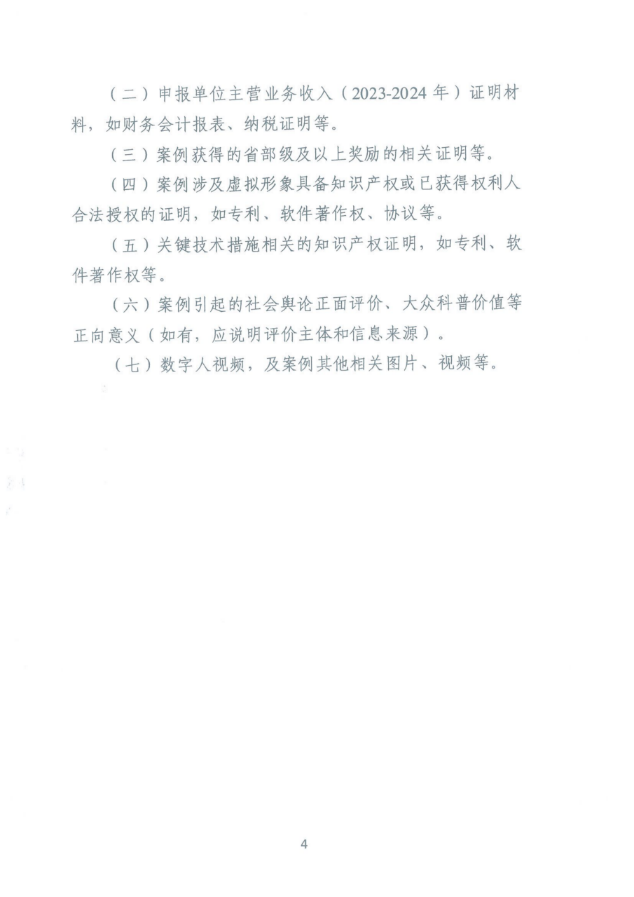 （二）申报单位主营业务收入（2023-2024 年）证明材
料，如财务会计报表、纳税证明等。
（三）案例获得的省部级及以上奖励的相关证明等。
（四）案例涉及虚拟形象具备知识产权或已获得权利人
合法授权的证明，如专利、软件著作权、协议等。
（五）关键技术措施相关的知识产权证明，如专利、软
件著作权等。
（六）案例引起的社会舆论正面评价、大众科普价值等
正向意义（如有，应说明评价主体和信息来源）。
（七）数字人视频，及案例其他相关图片、视频等。
4